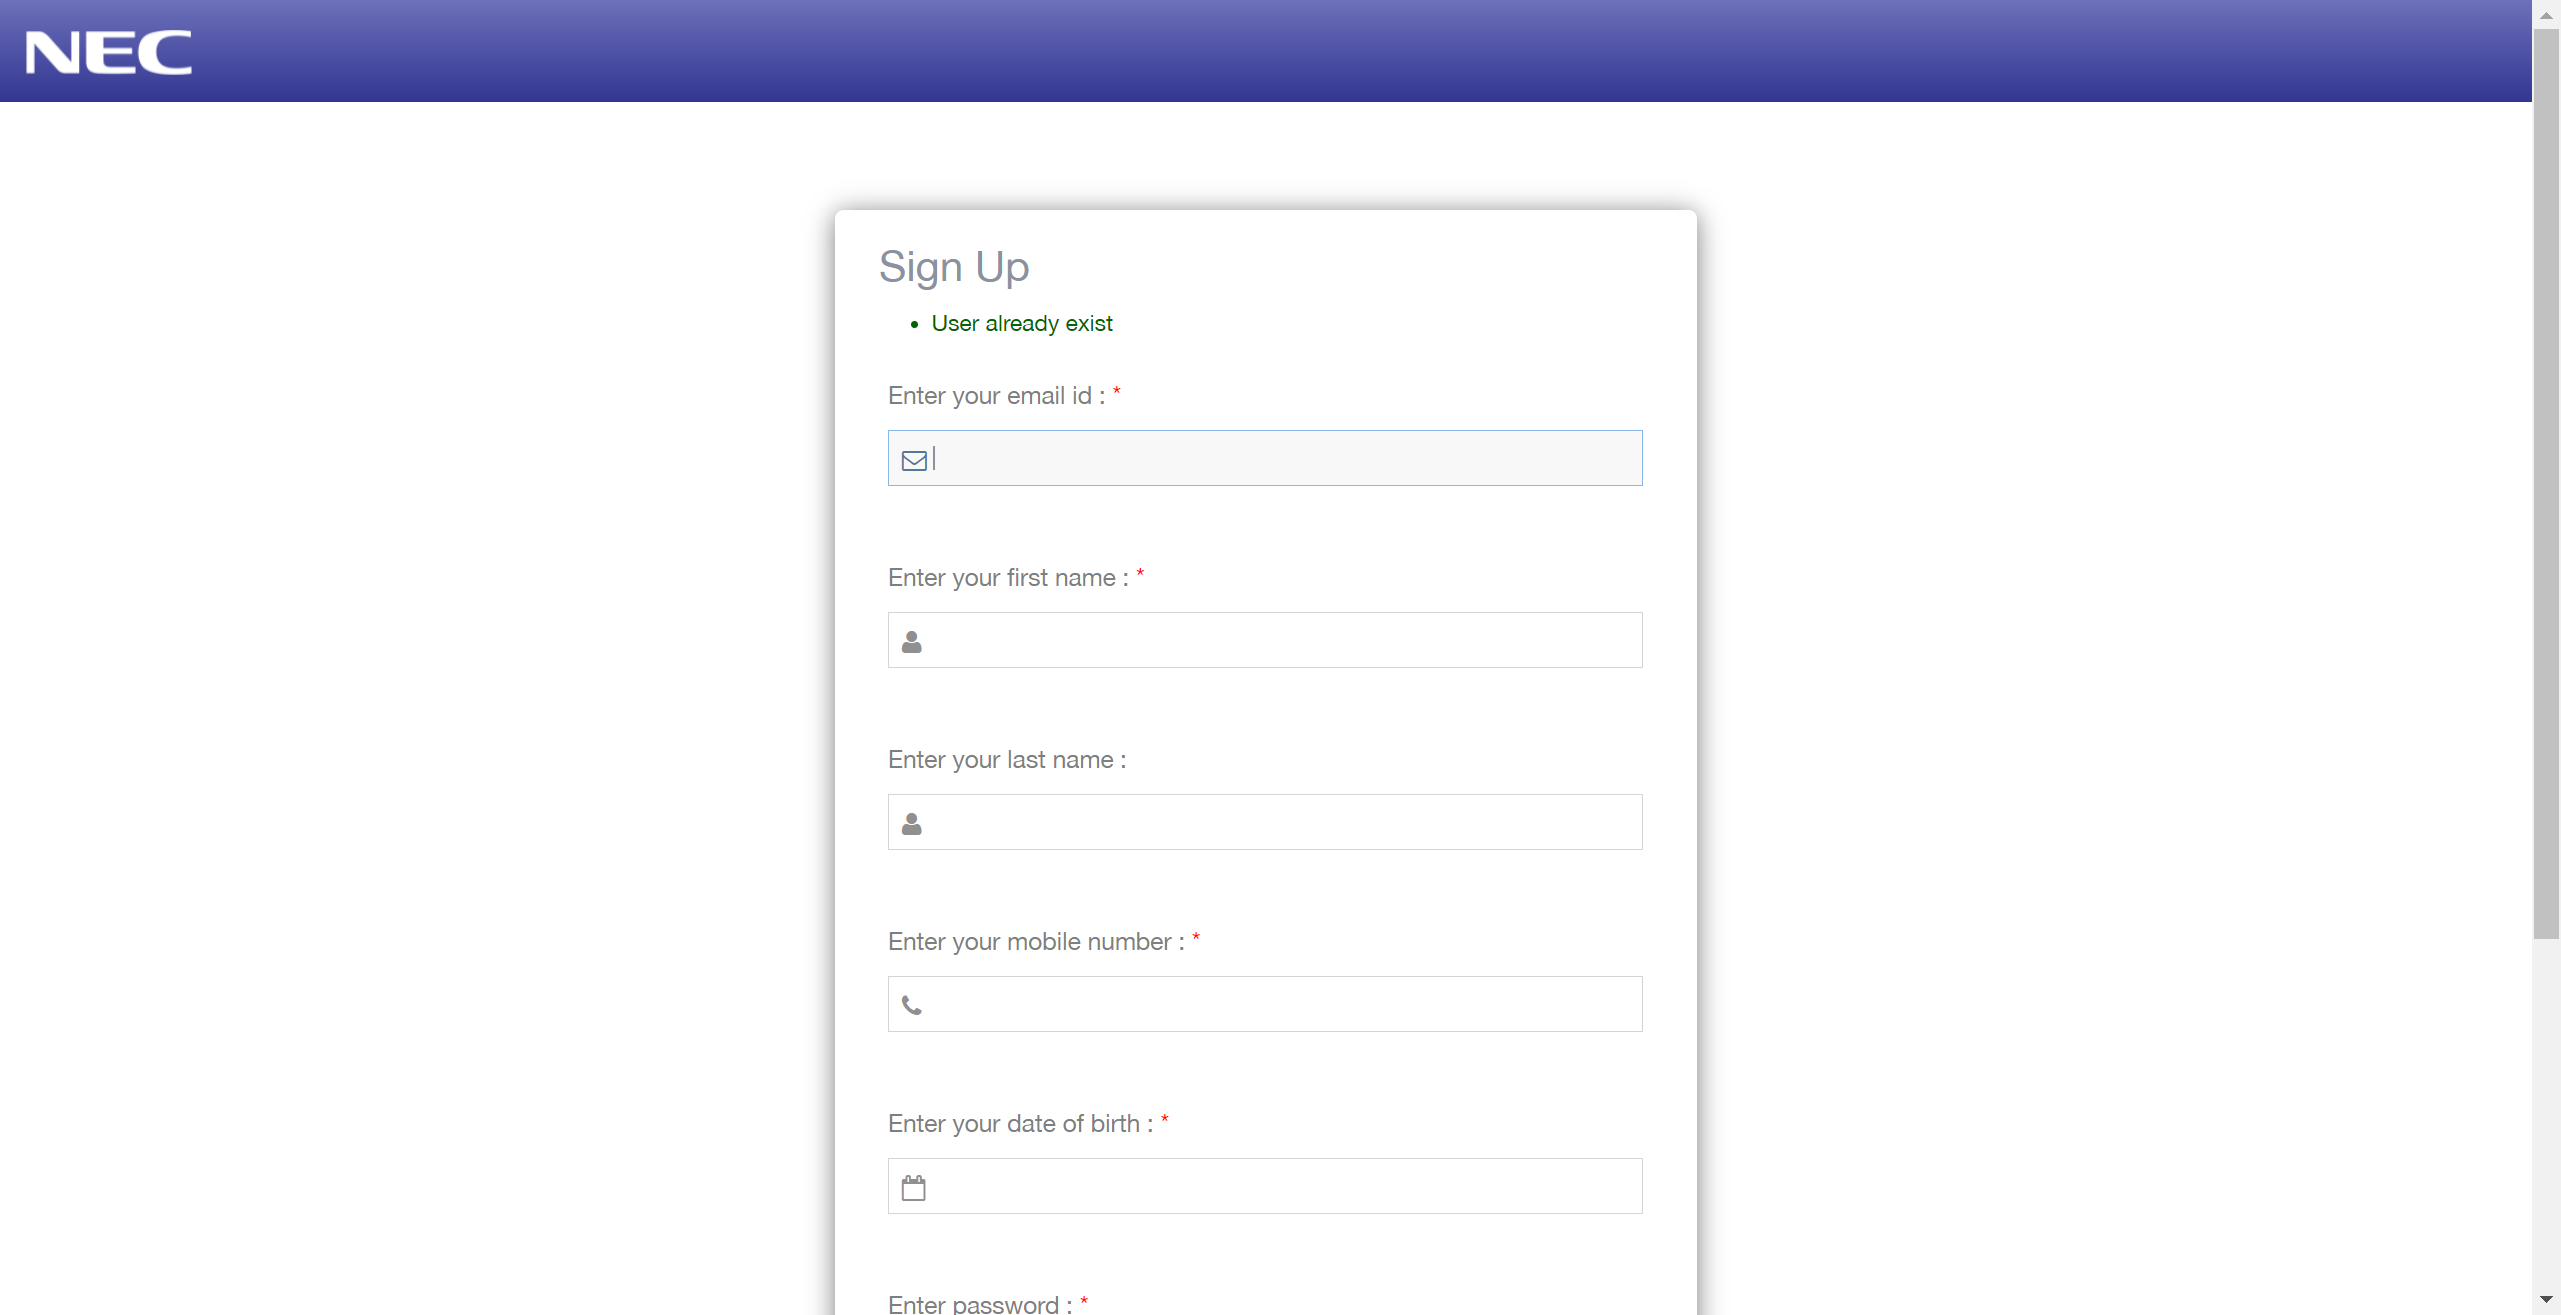 NEC
Sign Up
• User already exist
Enter your email id : *
Enter your first name : *
Enter your last name :
Enter your mobile number : *
Enter your date of birth : *
Enter password : *